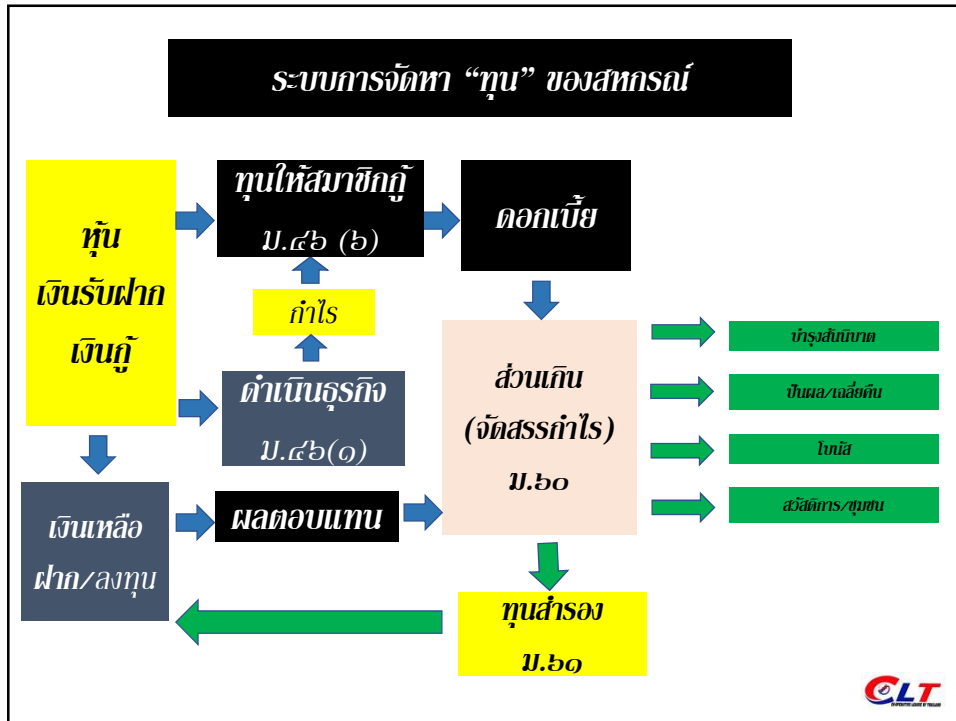 ระบบการจัดหา “ทุน” ของสหกรณ์
หุ้น
เงินรับฝาก
เงินกู้
ทุนให้สมาชิกกู้
ม.๔๖ (๖)
ดอกเบี้ย
กำไร
ดำเนินธุรกิจ
ม.๔๖(๑)
ส่วนเกิน
(จัดสรรกำไร)
ม.๖๐
บำรุงสันนิบาต
ปันผล/เฉลี่ยคืน
โบนัส
สวัสดิการ/ชุมชน
เงินเหลือ
ฝาก/ลงทุน
ผลตอบแทน
ทุนสำรอง
ม.๖๑
CLT
CO-OPERATIVE LEAGUE OF THAILAND